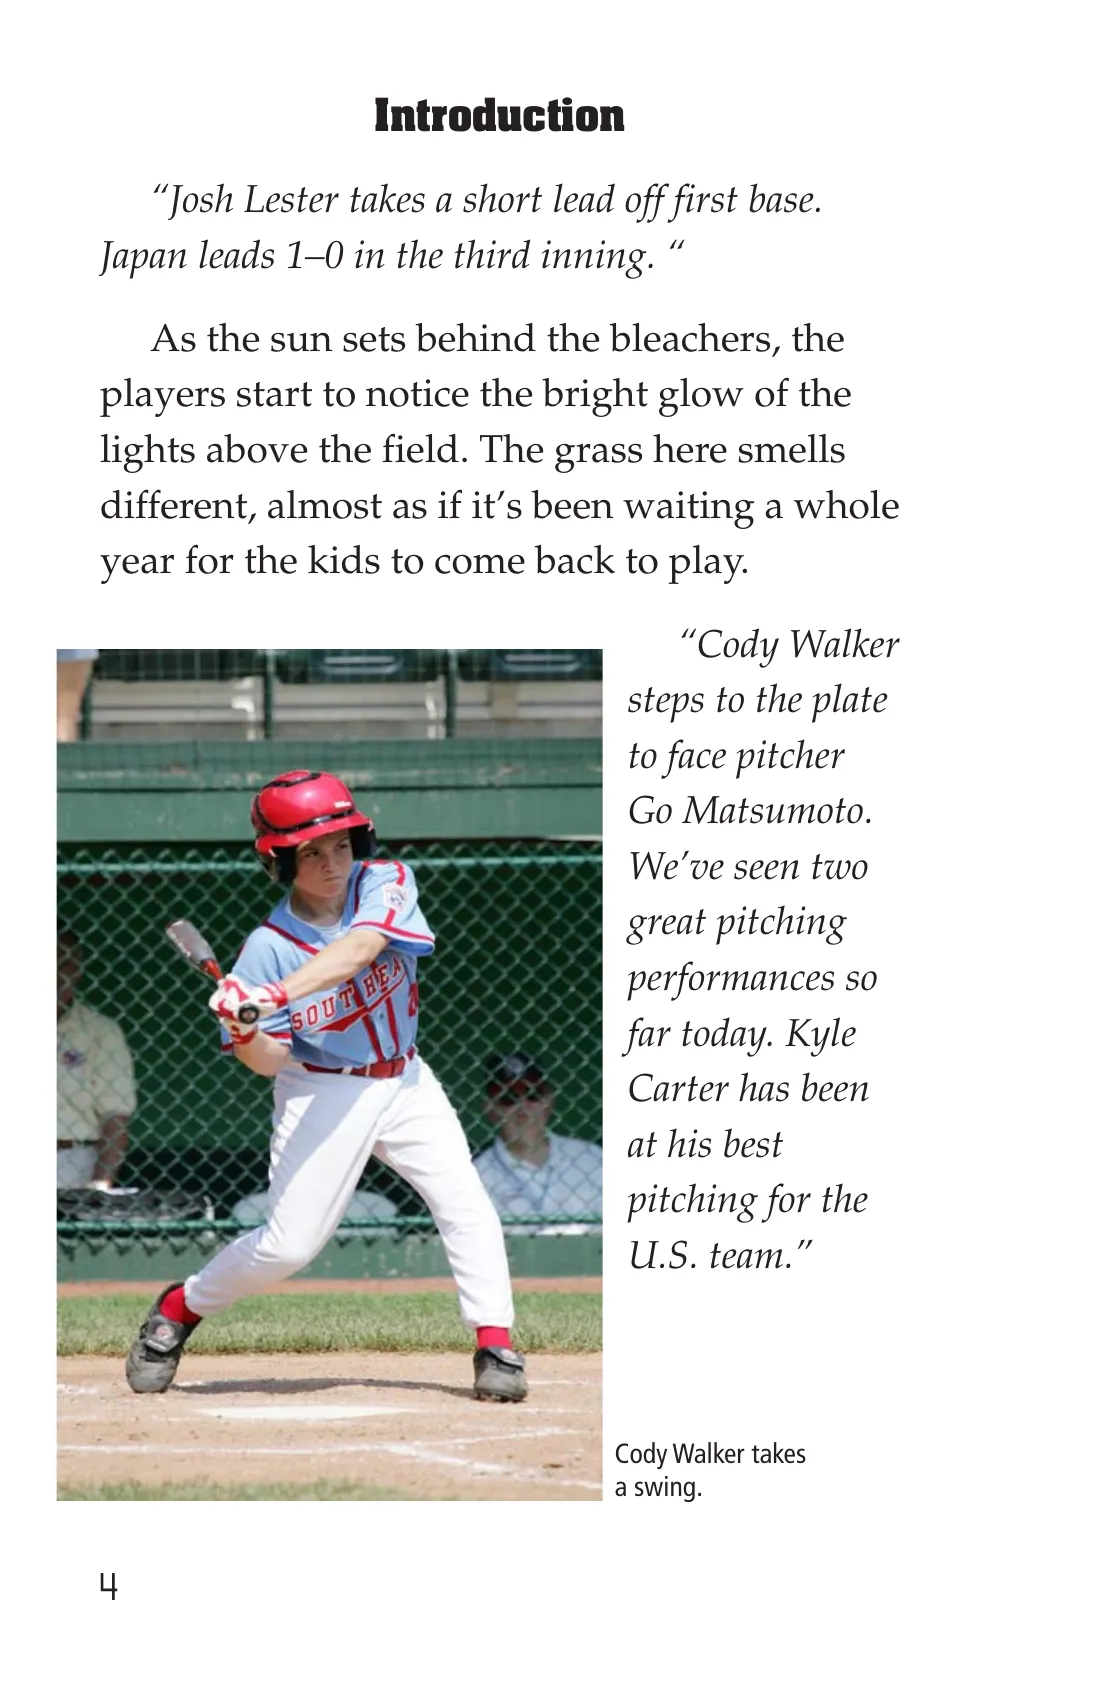 Introduction
“Josh Lester takes a short lead off first base.
Japan leads 1–0 in the third inning. “
As the sun sets behind the bleachers, the
players start to notice the bright glow of the
lights above the field. The grass here smells
different, almost as if it’s been waiting a whole
year for the kids to come back to play.
“Cody Walker
steps to the plate
to face pitcher
Go Matsumoto.
We’ve seen two
great pitching
performances so
far today. Kyle
Carter has been
at his best
pitching for the
U.S. team.”
SOUTHEA
Cody Walker takes
a swing.
4